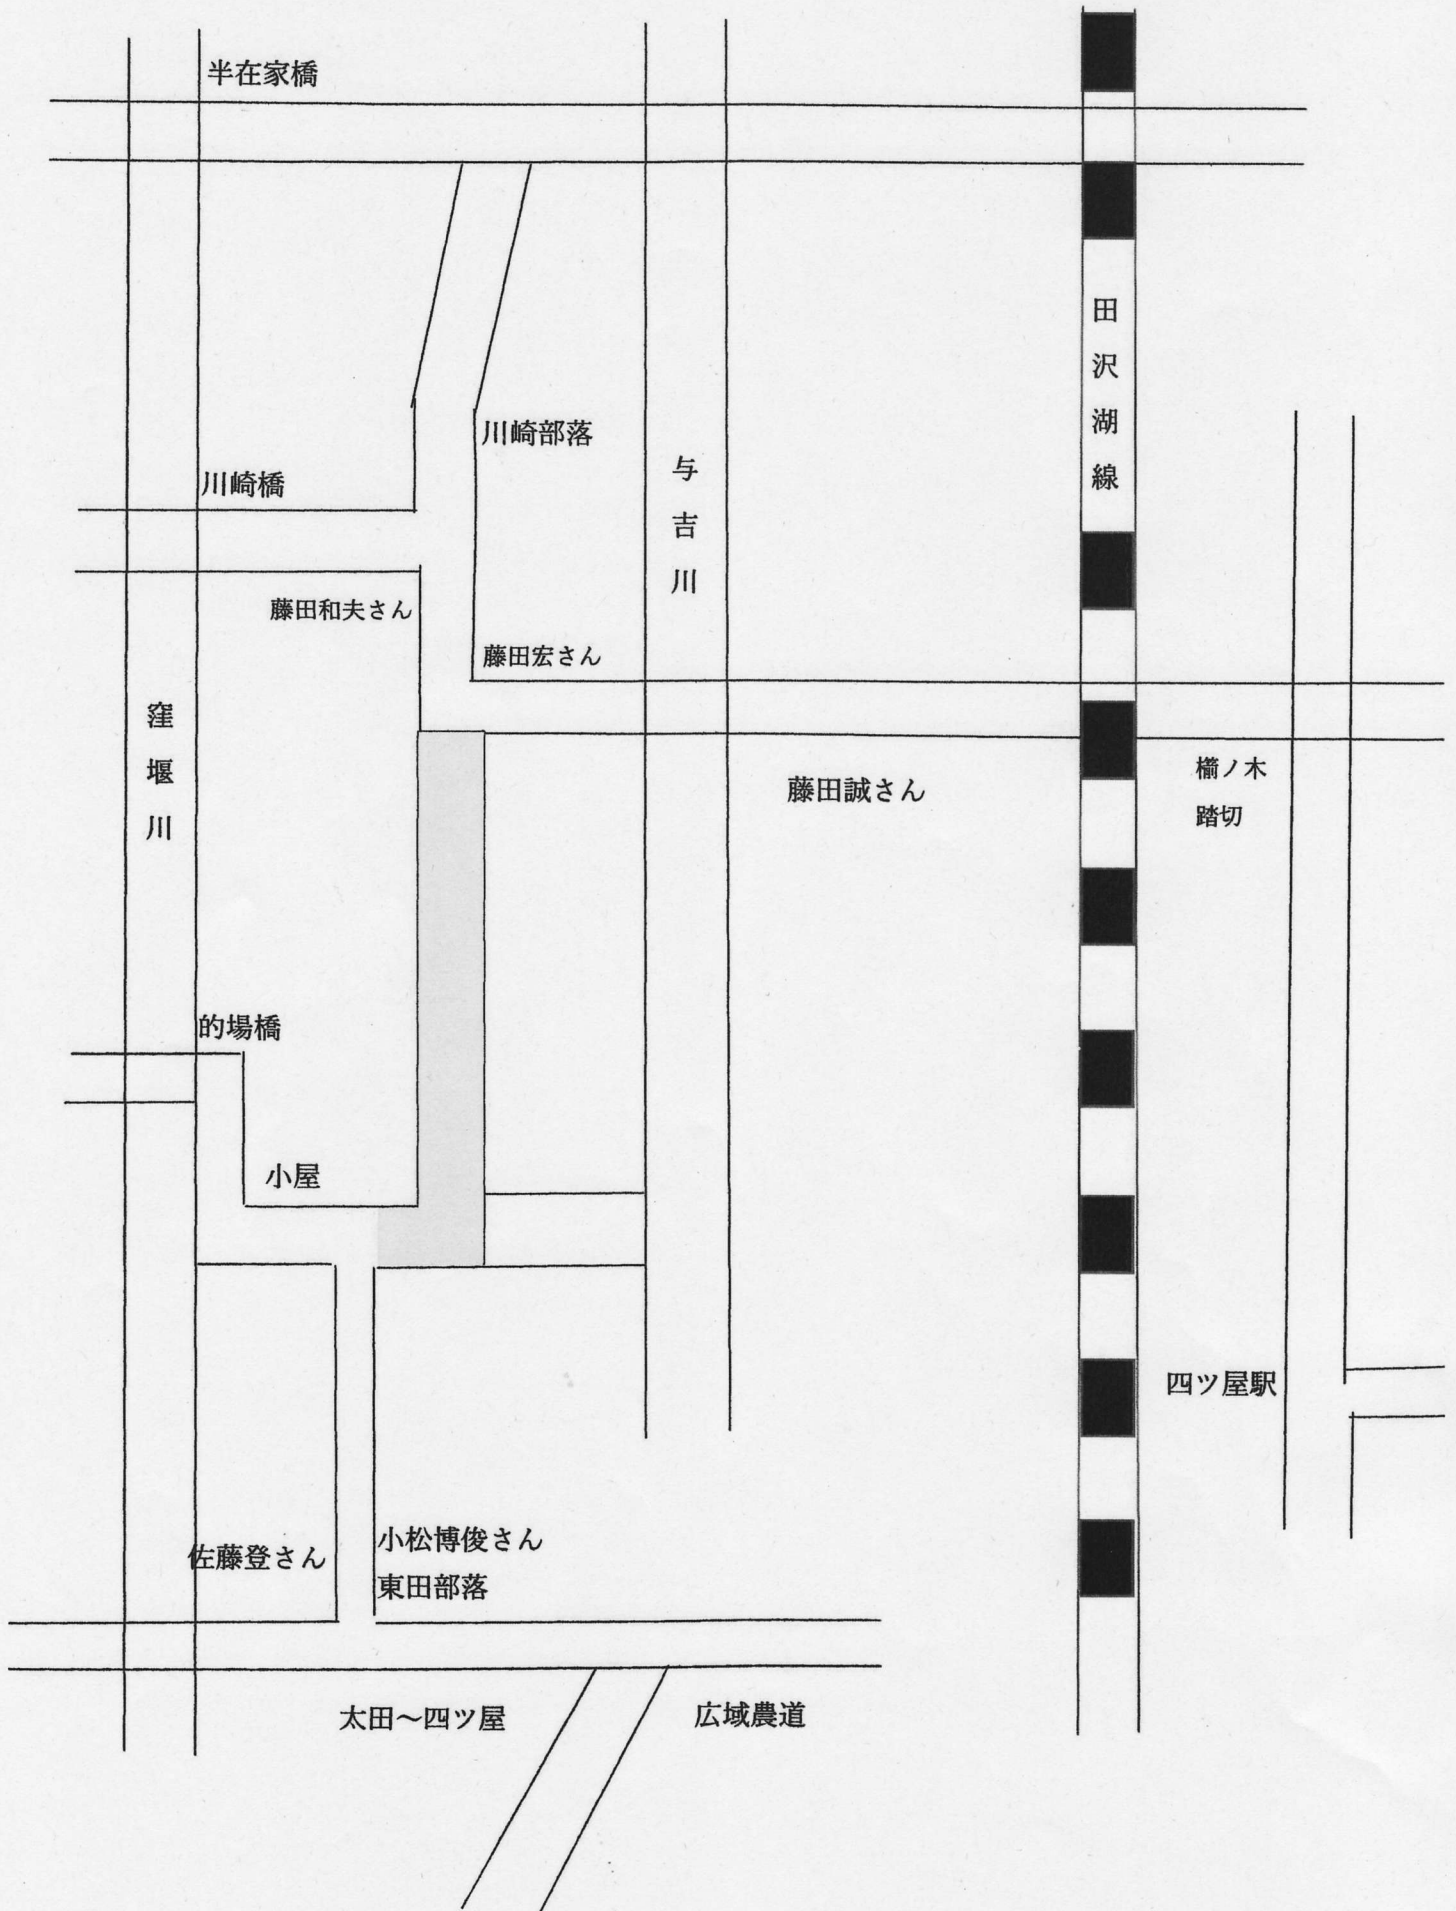 半在家橋
田沢湖線
川崎部落
与吉川
川崎橋
藤田和夫さん
藤田宏さん
窪堰川
藤田誠さん
櫤ノ木
踏切
的場橋
小屋
四ツ屋駅
佐藤登さん
小松博俊さん
東田部落
太田～四ツ屋
広域農道